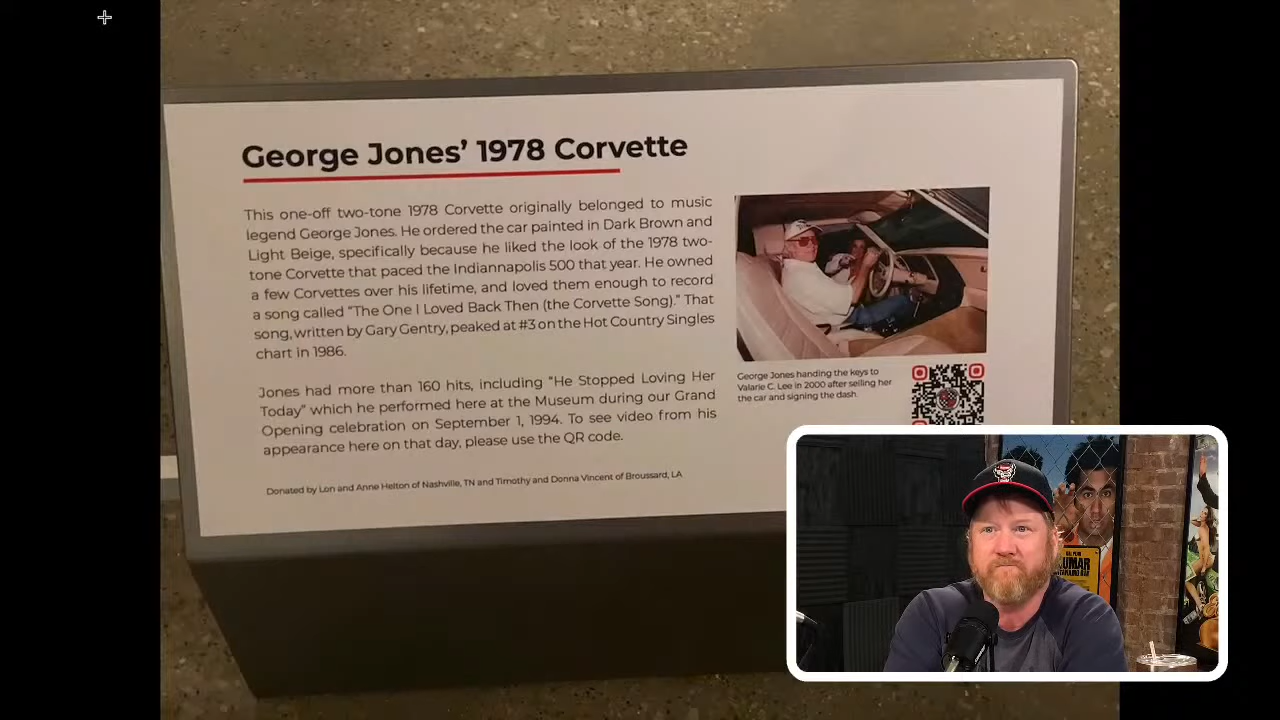 George Jones' 1978 Corvette
This one-off two-tone 1978 Corvette originally belonged to music
legend George Jones. He ordered the car painted in Dark Brown and
Light Beige, specifically because he liked the look of the 1978 two-
tone Corvette that paced the Indiannapolis 500 that year. He owned
a few Corvettes over his lifetime, and loved them enough to record
a song called "The One I Loved Back Then (the Corvette Song)." That
song, written by Gary Gentry, peaked at #3 on the Hot Country Singles
chart in 1986.
Jones had more than 160 hits, including "He Stopped Loving Her
Today" which he performed here at the Museum during our Grand
Opening celebration on September 1, 1994. To see video from his
appearance here on that day, please use the QR code.
Donated by Lon and Anne Helton of Nashville, TN and Timothy and Donna Vincent of Broussard, LA
George Jones handing the keys to
Valarie C. Lee in 2000 after selling her
the car and signing the dash.
UMAR